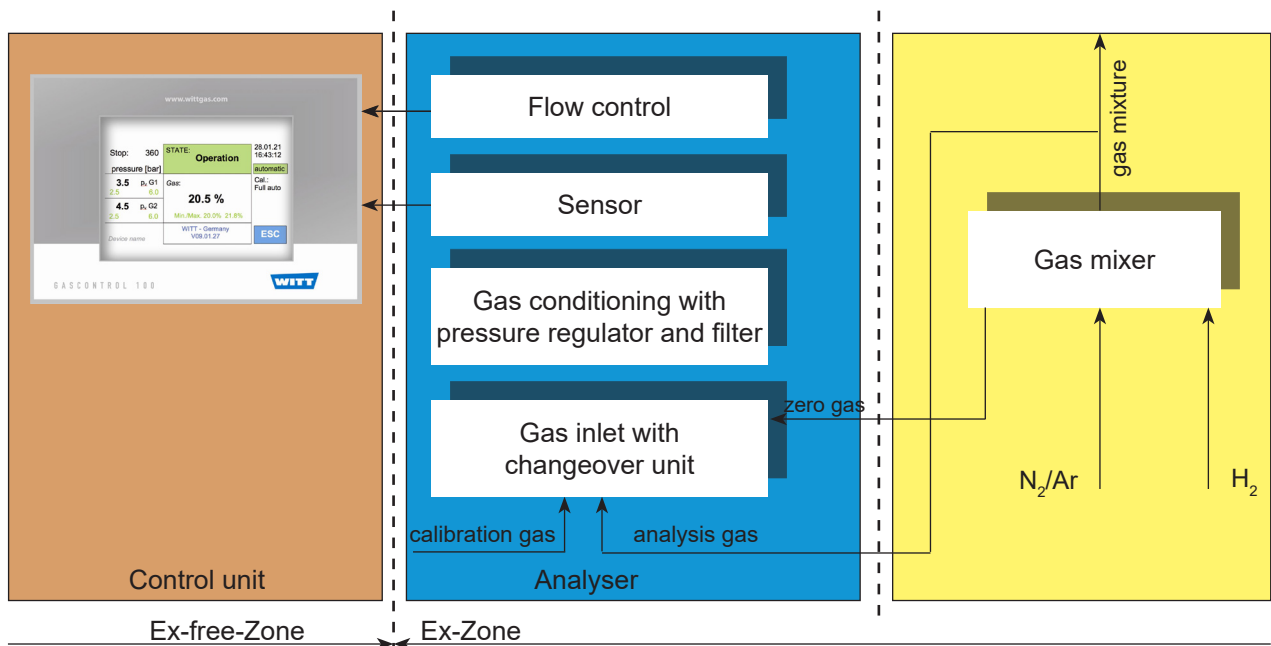 www.wittgas.com
Stop: 360
pressure [bar]
3.5 pᵥ G1
2.5 6.0
4.5 pᵥ G2
2.5 6.0
Device name
STATE:
Operation
Gas:
20.5 %
Min./Max. 20.0% 21.8%
WITT - Germany
V09.01.27
28.01.21
16:43:12
automatic
Cal.:
Full auto
ESC
GASCONTROL 100
WITT
Control unit
Flow control
Sensor
Gas conditioning with
pressure regulator and filter
Gas inlet with
changeover unit
calibration gas
analysis gas
zero gas
Analyser
gas mixture
Gas mixer
N₂/Ar
H₂
Ex-free-Zone
Ex-Zone